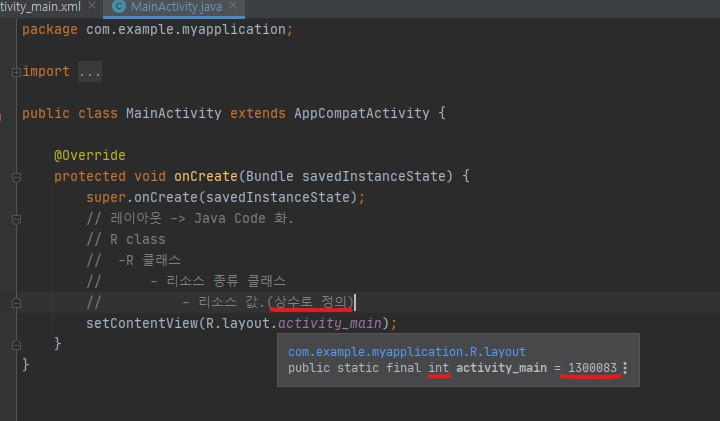 tivity_main.xml × MainActivity.java ×
package com.example.myapplication;
import ...
public class MainActivity extends AppCompatActivity {
@Override
protected void onCreate(Bundle savedInstanceState) {
super.onCreate(savedInstanceState);
// 레이아웃 -> Java Code 화.
// R class
// -R 클래스
// - 리소스 종류 클래스
// - 리소스 값.(상수로 정의)
setContentView(R.layout.activity_main);
}
}
com.example.myapplication.R.layout
public static final int activity_main = 1300083